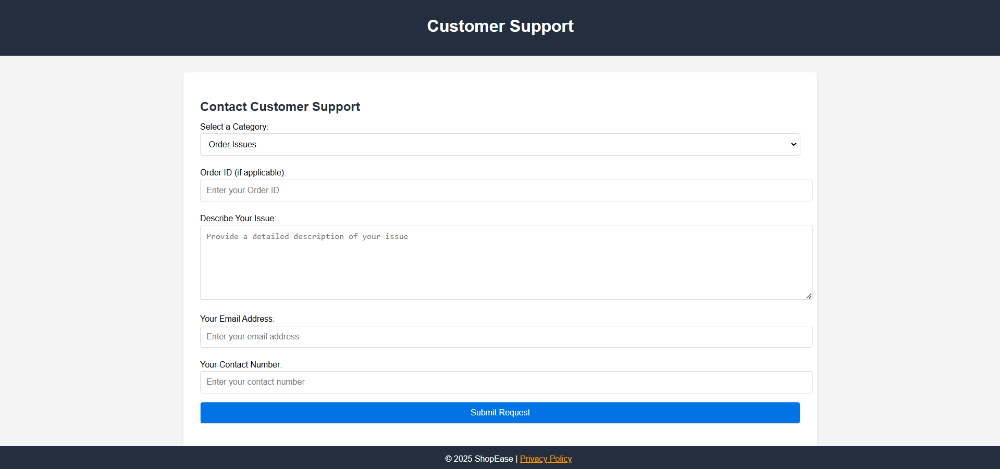 Customer Support
Contact Customer Support
Select a Category:
Order Issues
Order ID (if applicable):
Enter your Order ID
Describe Your Issue:
Provide a detailed description of your issue
Your Email Address:
Enter your email address
Your Contact Number:
Enter your contact number
Submit Request
© 2025 ShopEase | Privacy Policy